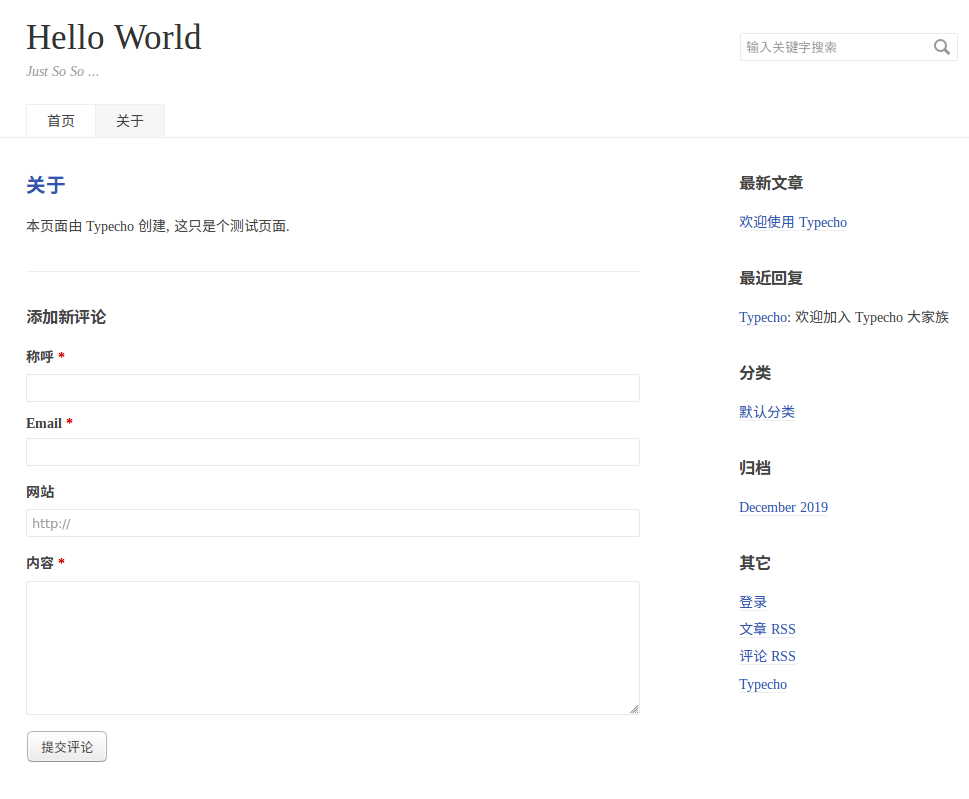 Hello World
Just So So ...
输入关键字搜索
首页
关于
关于
本页面由 Typecho 创建, 这只是个测试页面.
添加新评论
称呼 *
Email *
网站
http://
内容 *
提交评论
最新文章
欢迎使用 Typecho
最近回复
Typecho: 欢迎加入 Typecho 大家族
分类
默认分类
归档
December 2019
其它
登录
文章 RSS
评论 RSS
Typecho